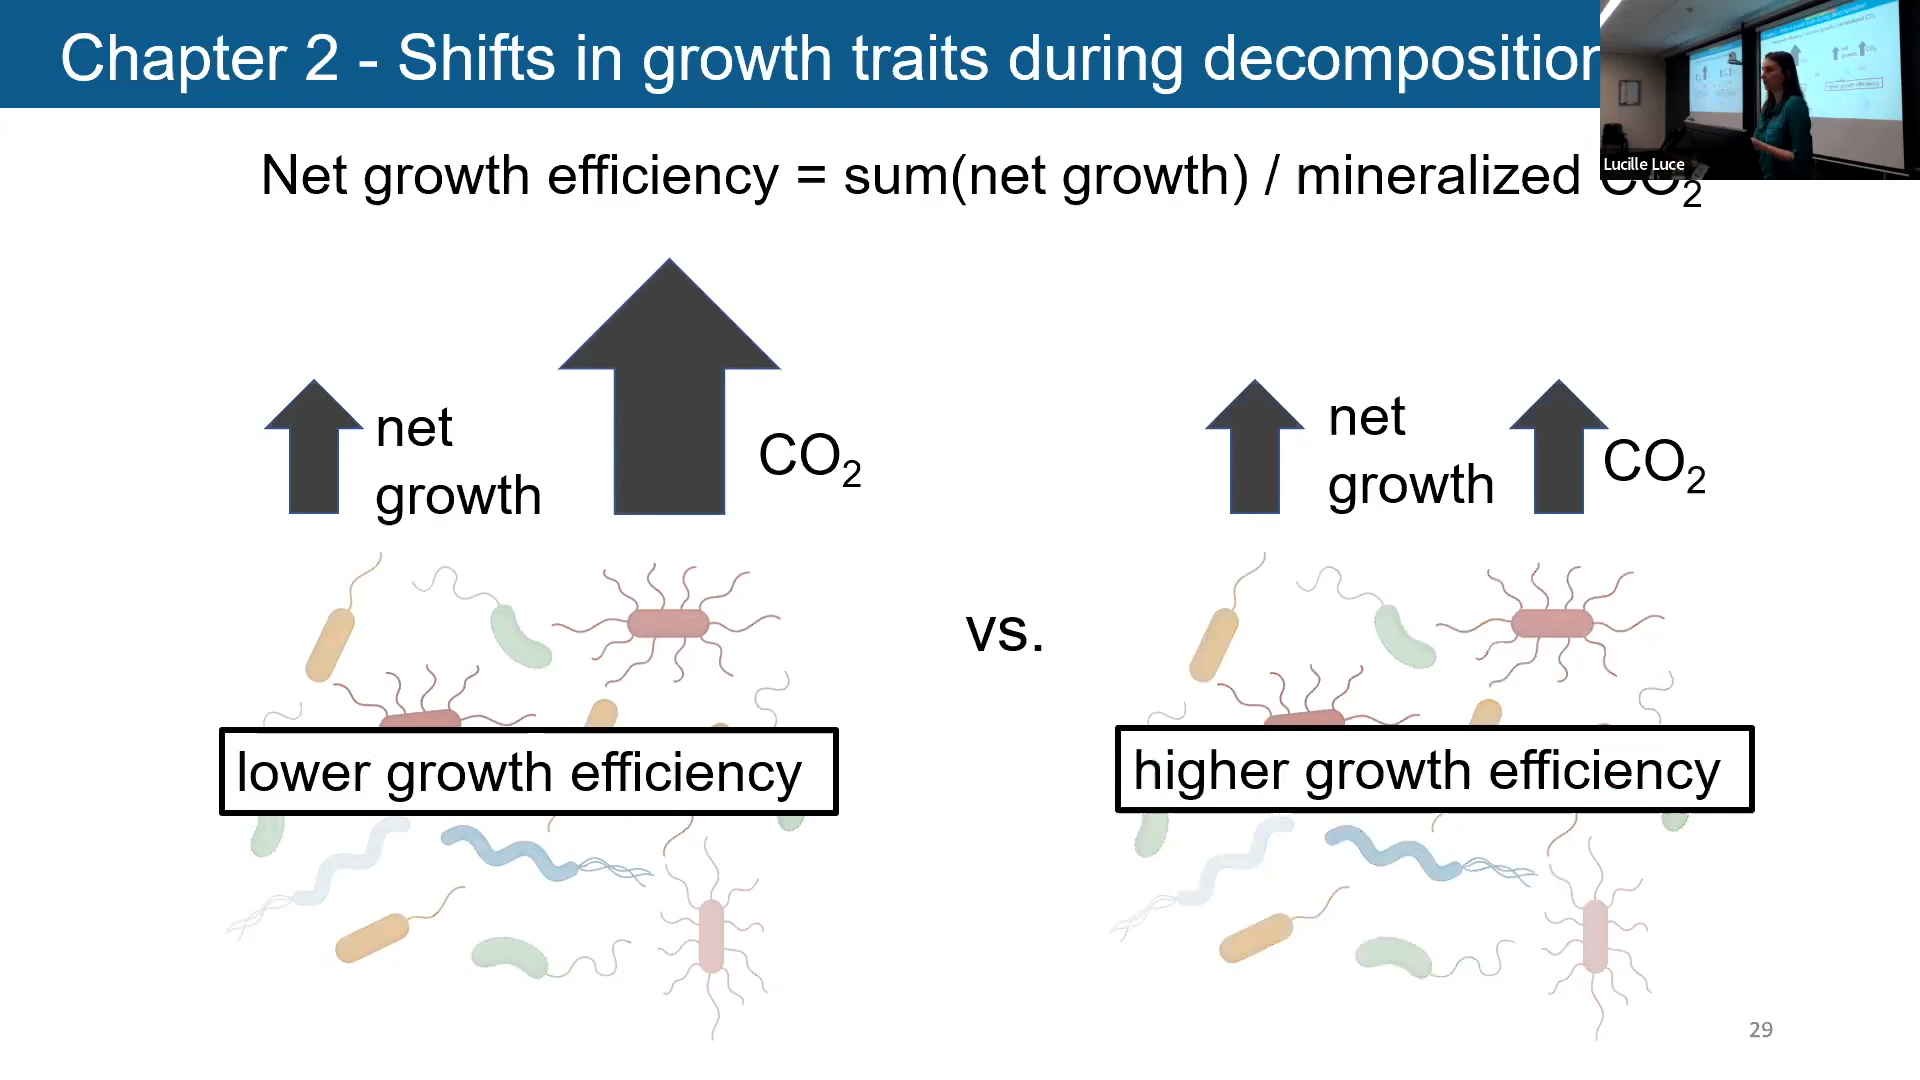 Chapter 2 - Shifts in growth traits during decomposition
Lucille Luce
Net growth efficiency = sum(net growth) / mineralized CO₂
net
growth
CO₂
net
growth
CO₂
vs.
lower growth efficiency
higher growth efficiency
29